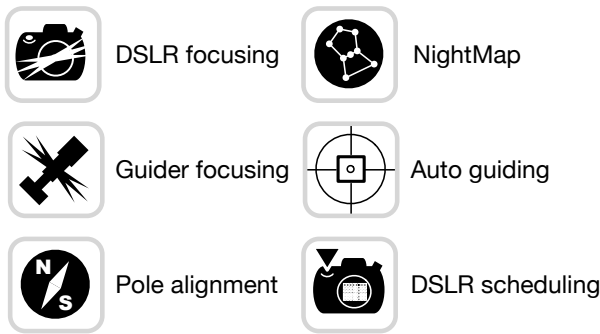 DSLR focusing
NightMap
Guider focusing
Auto guiding
N
S
Pole alignment
DSLR scheduling